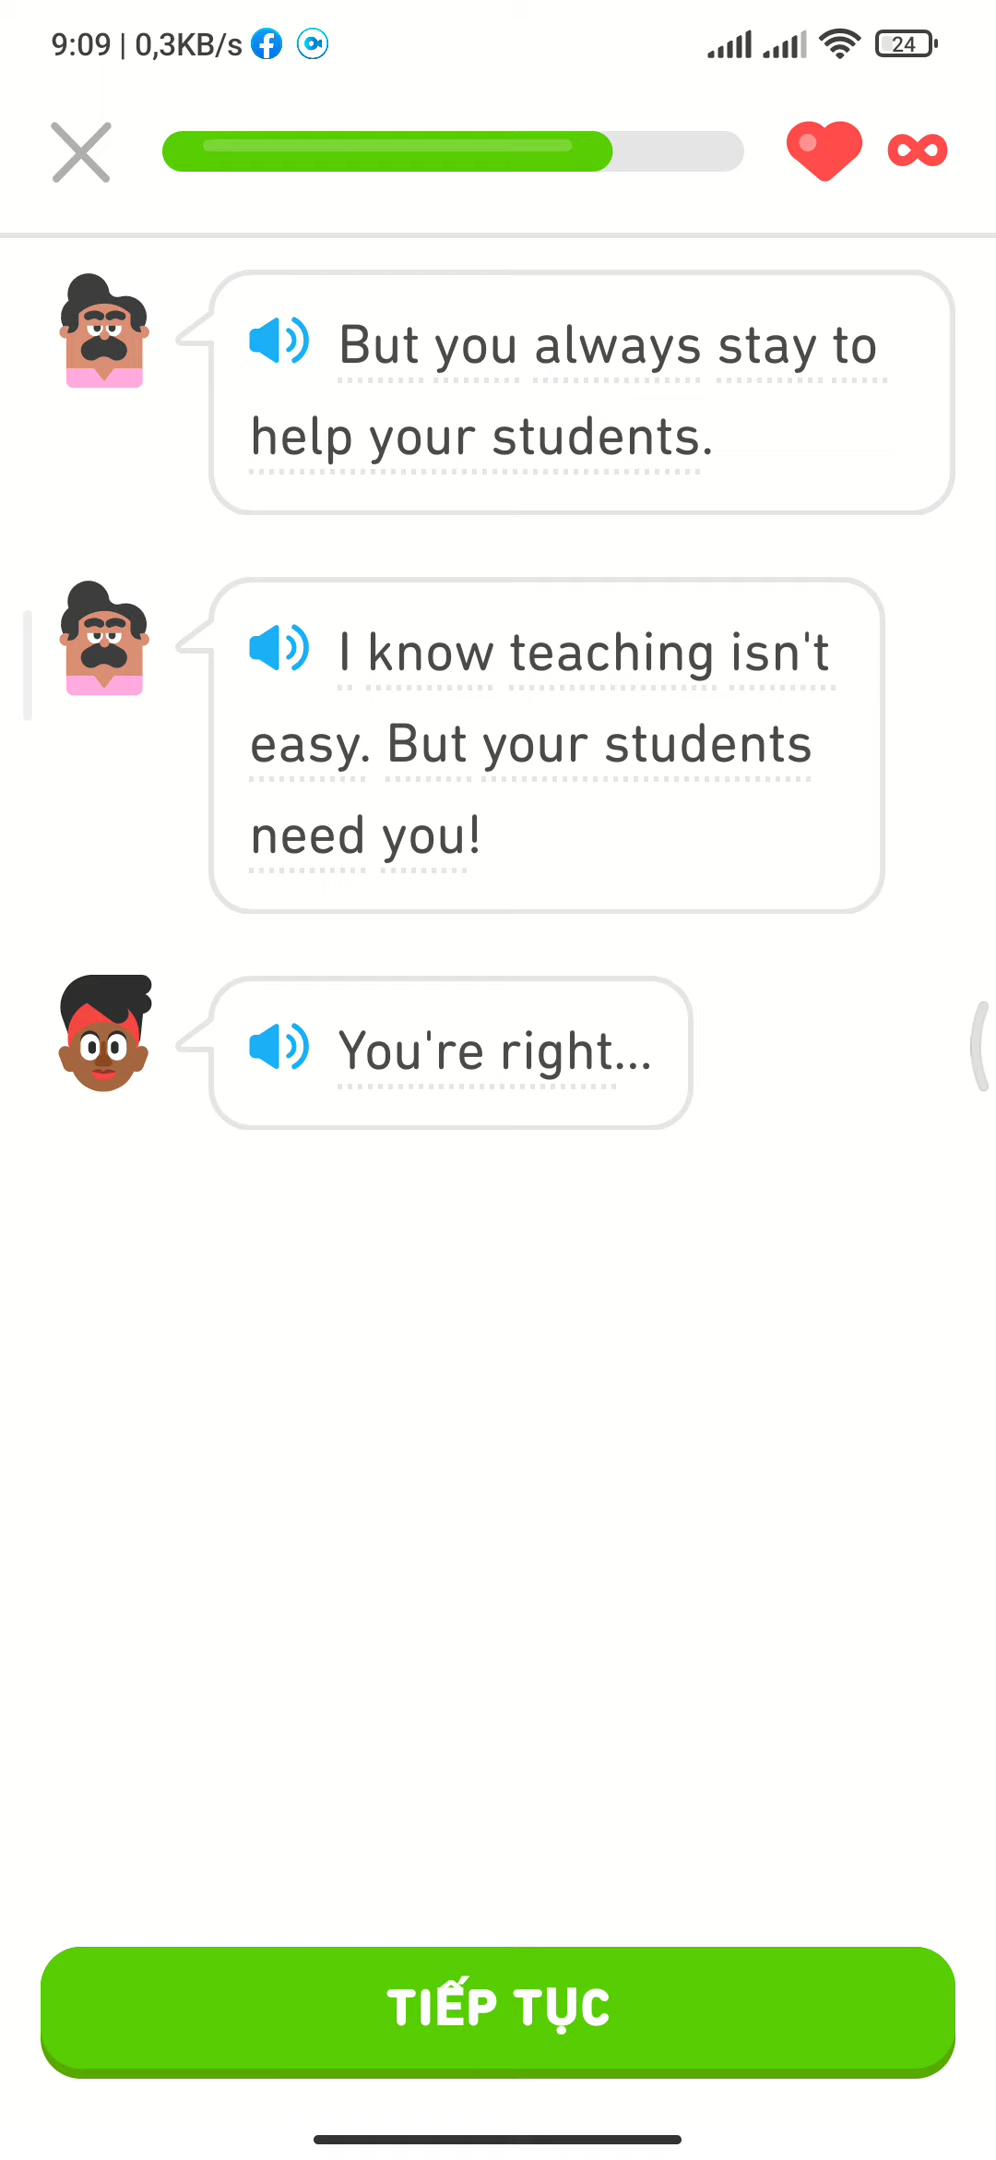 9:09 | 0,3KB/s
24
But you always stay to
help your students.
I know teaching isn't
easy. But your students
need you!
You're right...
TIẾP TỤC